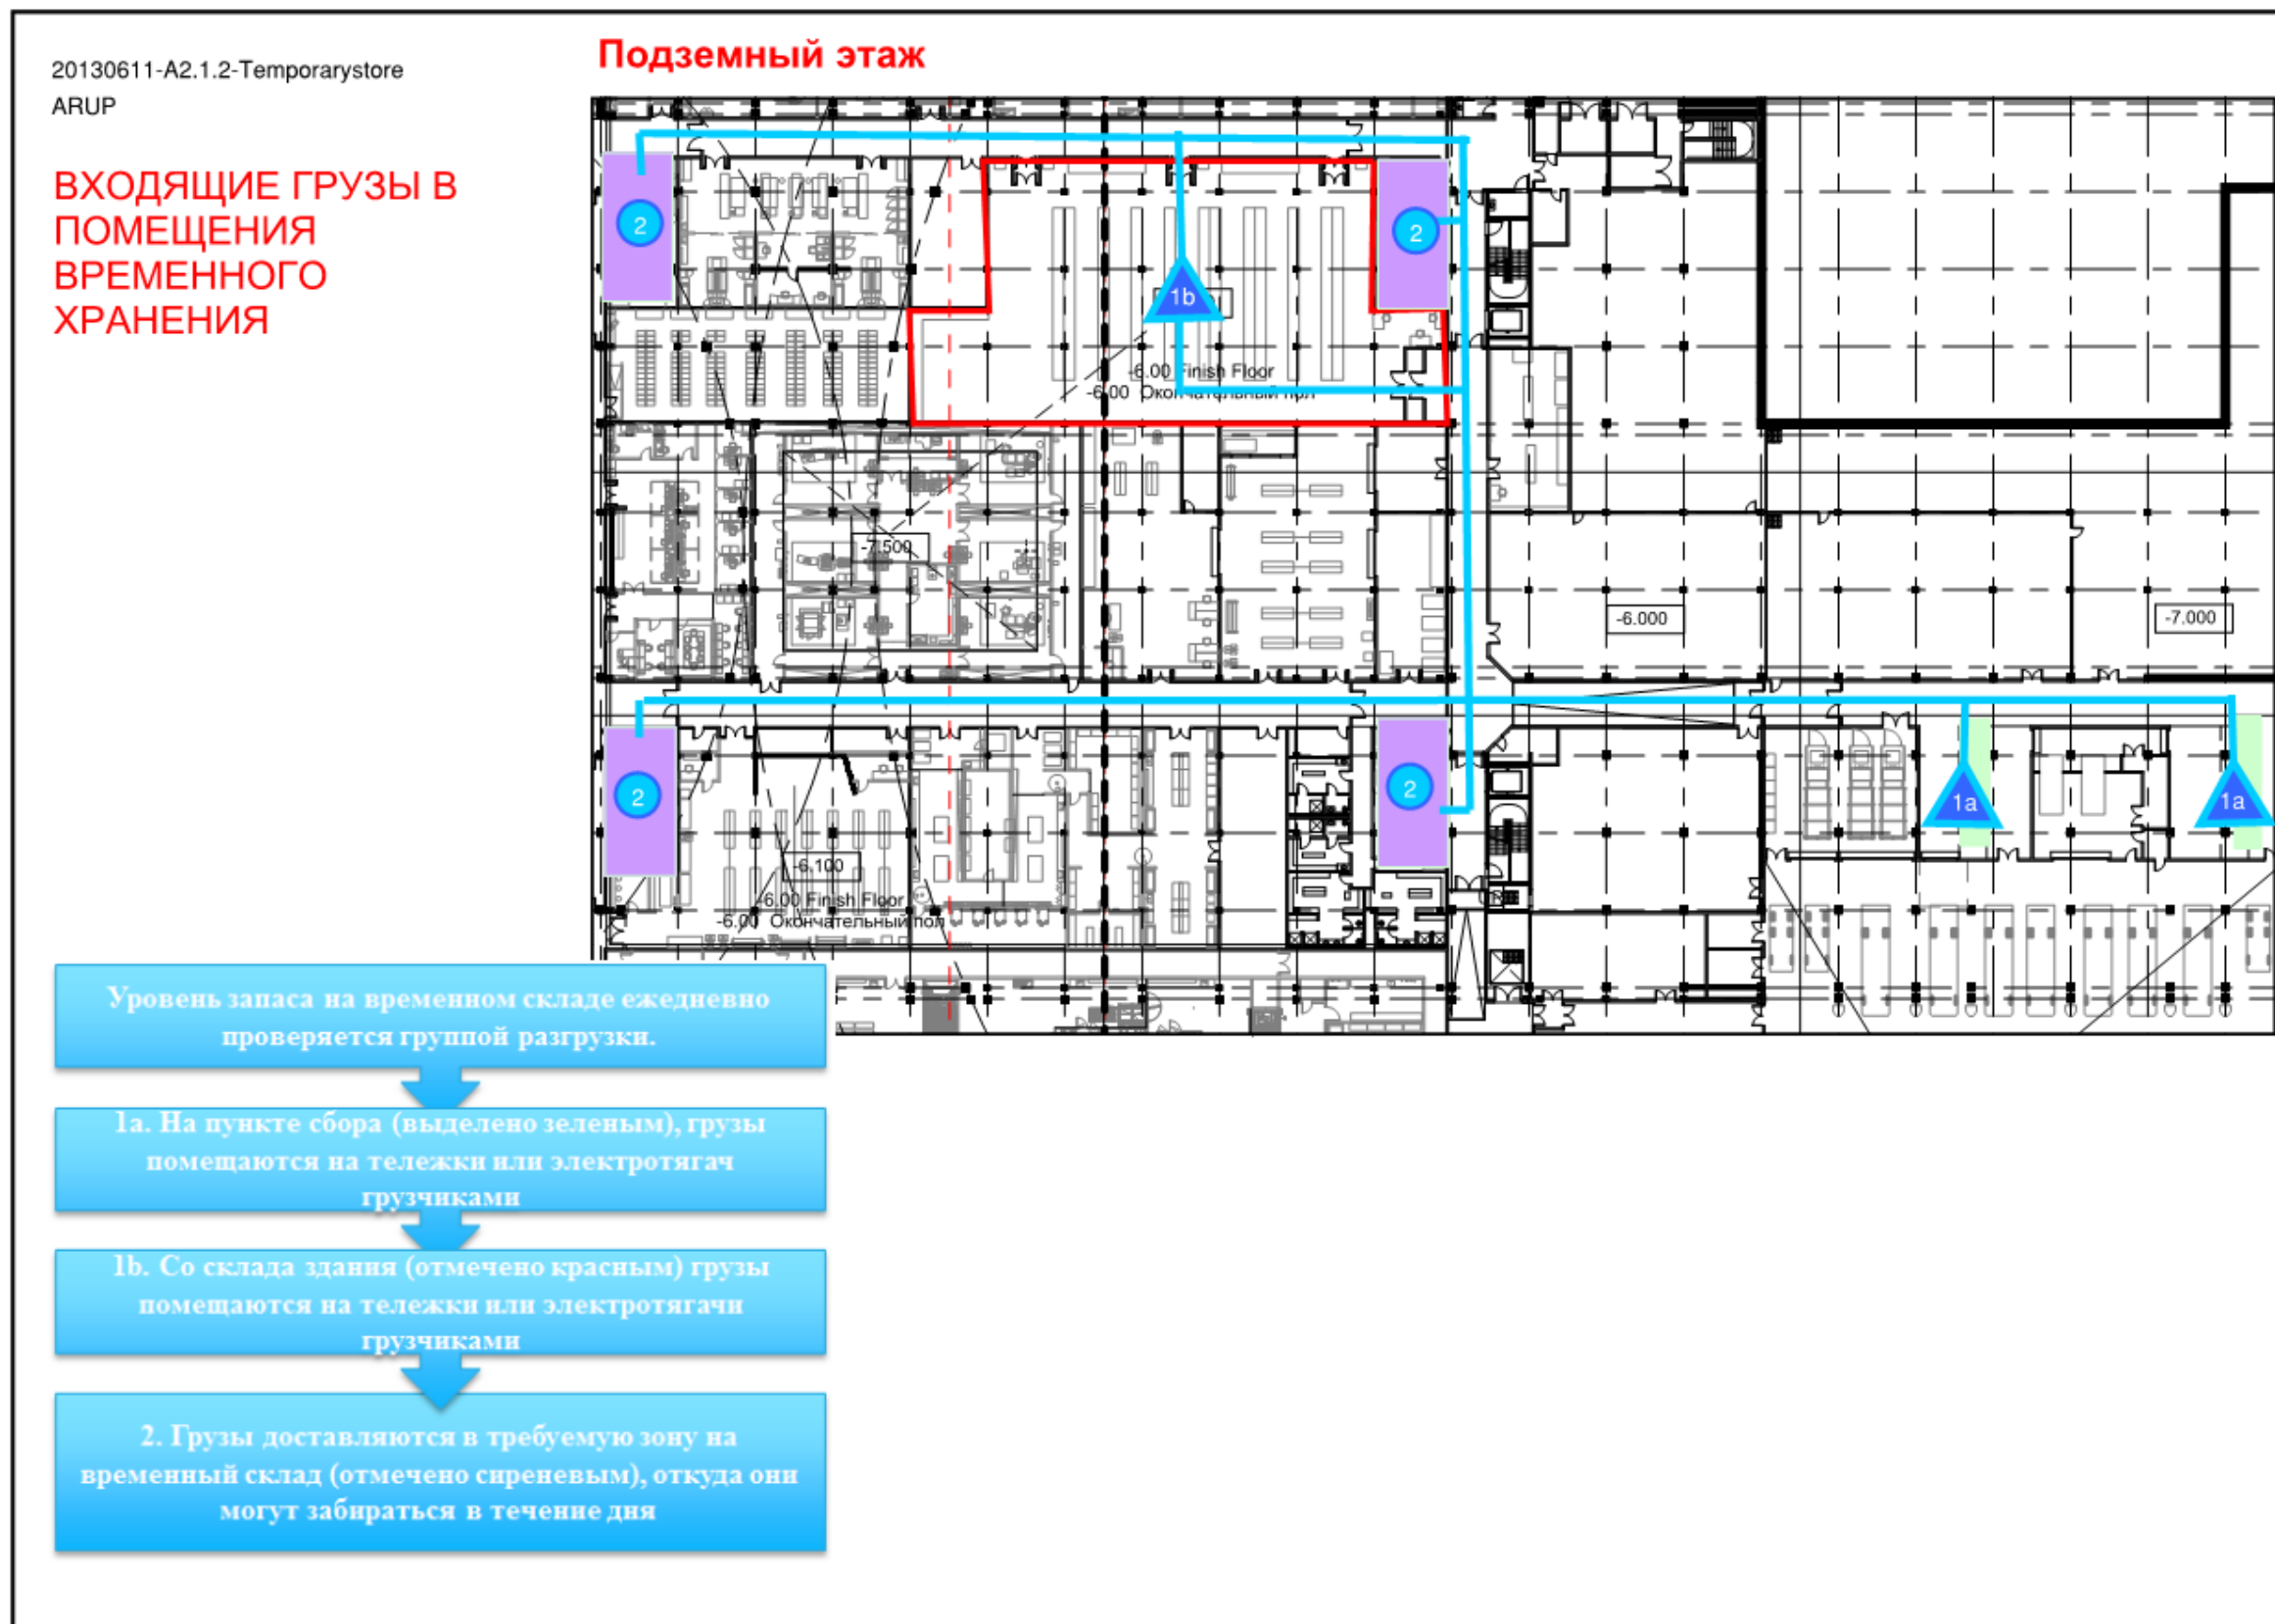 20130611-A2.1.2-Temporarystore
ARUP
ВХОДЯЩИЕ ГРУЗЫ В
ПОМЕЩЕНИЯ
ВРЕМЕННОГО
ХРАНЕНИЯ
Подземный этаж
2
2
1b
-6.00 Finish Floor
-6.00 Окончательный пол
-7.500
-6.000
-7.000
2
2
1a
1a
-6.100
-6.00 Finish Floor
-6.00 Окончательный пол
Уровень запаса на временном складе ежедневно
проверяется группой разгрузки.
1a. На пункте сбора (выделено зеленым), грузы
помещаются на тележки или электротягач
грузчиками
1b. Со склада здания (отмечено красным) грузы
помещаются на тележки или электротягачи
грузчиками
2. Грузы доставляются в требуемую зону на
временный склад (отмечено сиреневым), откуда они
могут забираться в течение дня